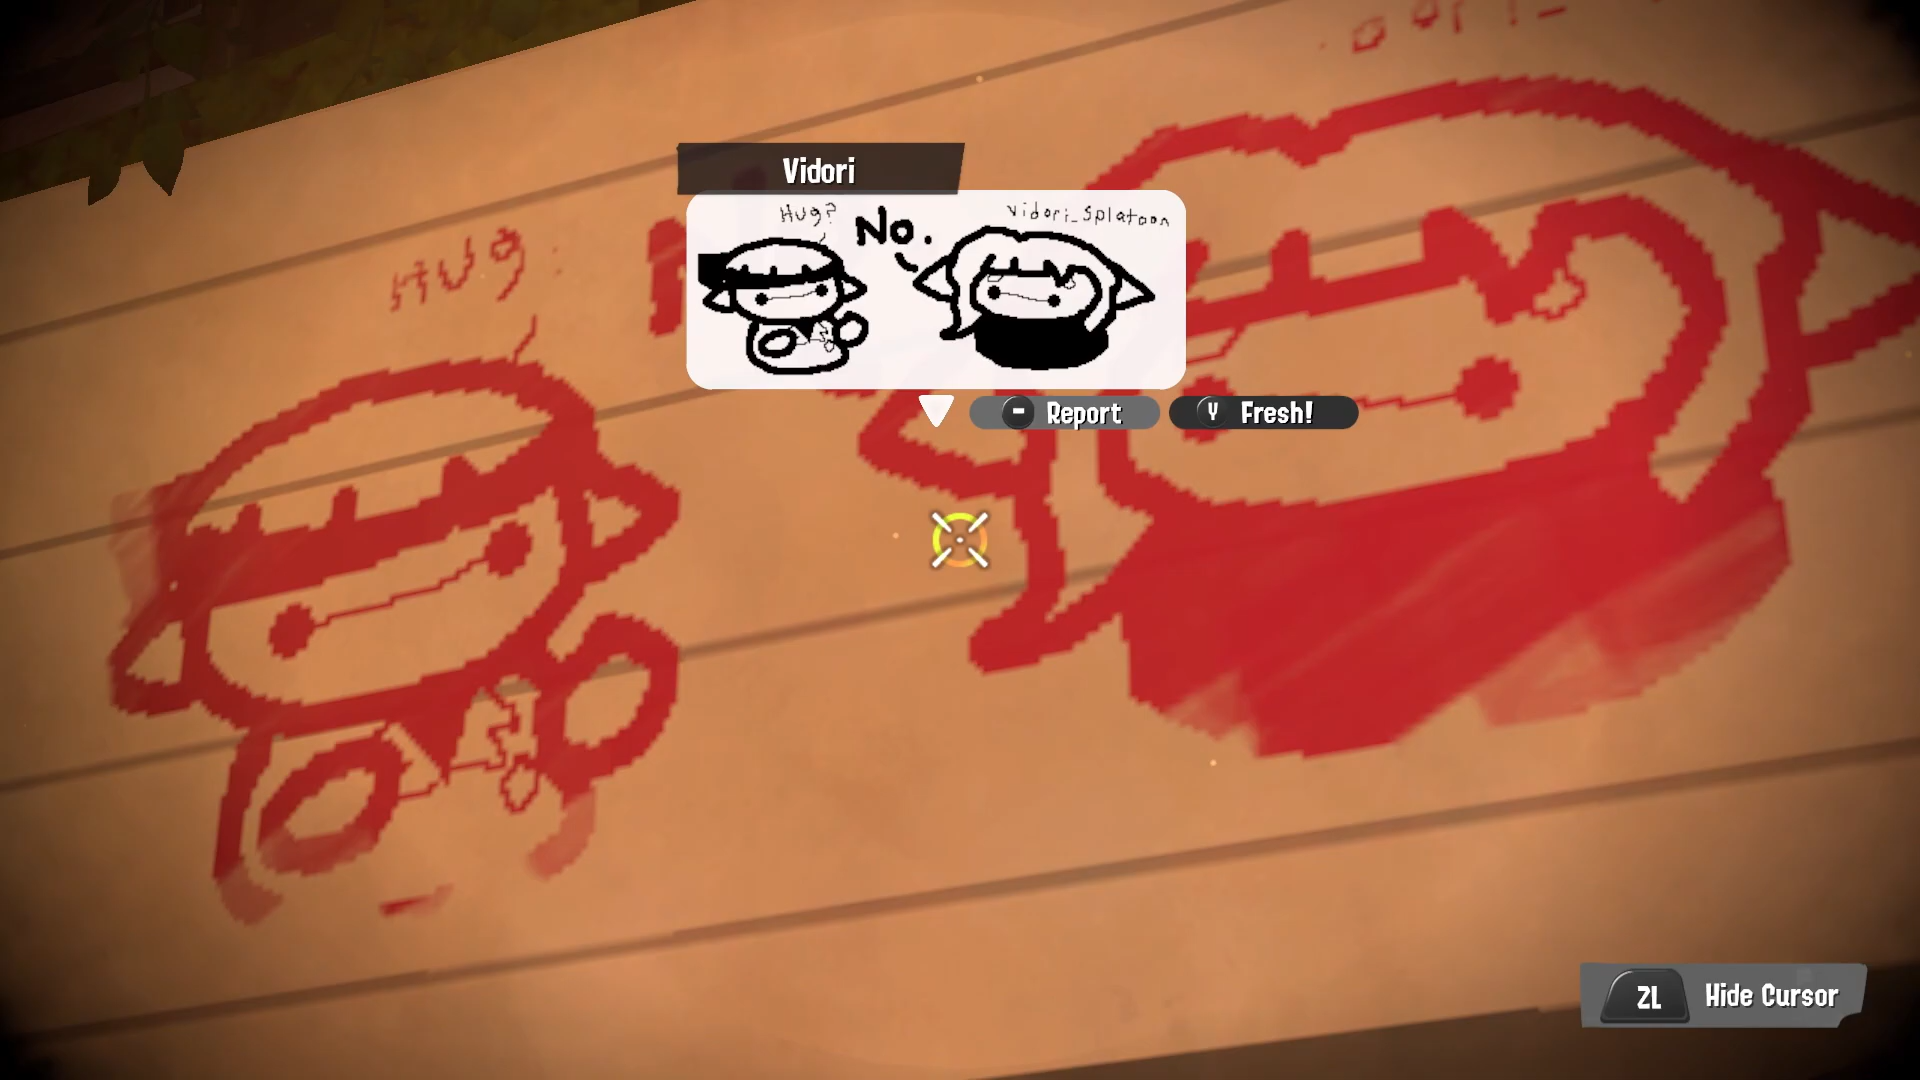 Vidori
Hug?
No.
vidori_splatoon
Hug
- Report
Y Fresh!
ZL Hide Cursor